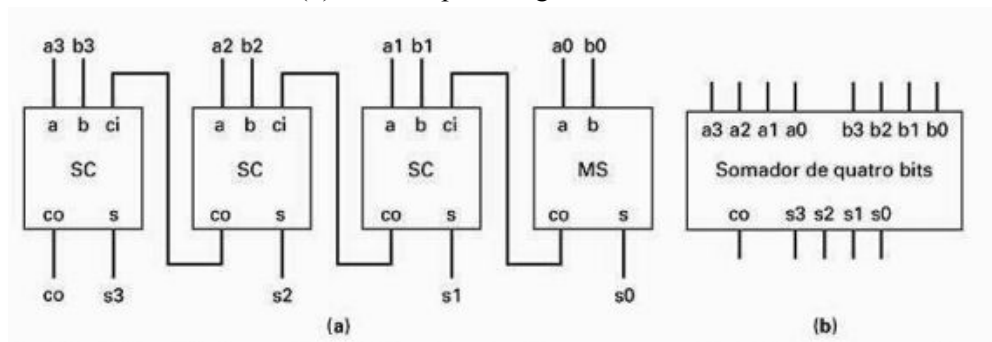 a3 b3 a2 b2 a1 b1 a0 b0
a b ci a b ci a b ci a b
a3 a2 a1 a0 b3 b2 b1 b0
SC SC SC MS Somador de quatro bits
co s co s co s co s
co s3 s2 s1 s0
co s3 s2 s1 s0
(a) (b)